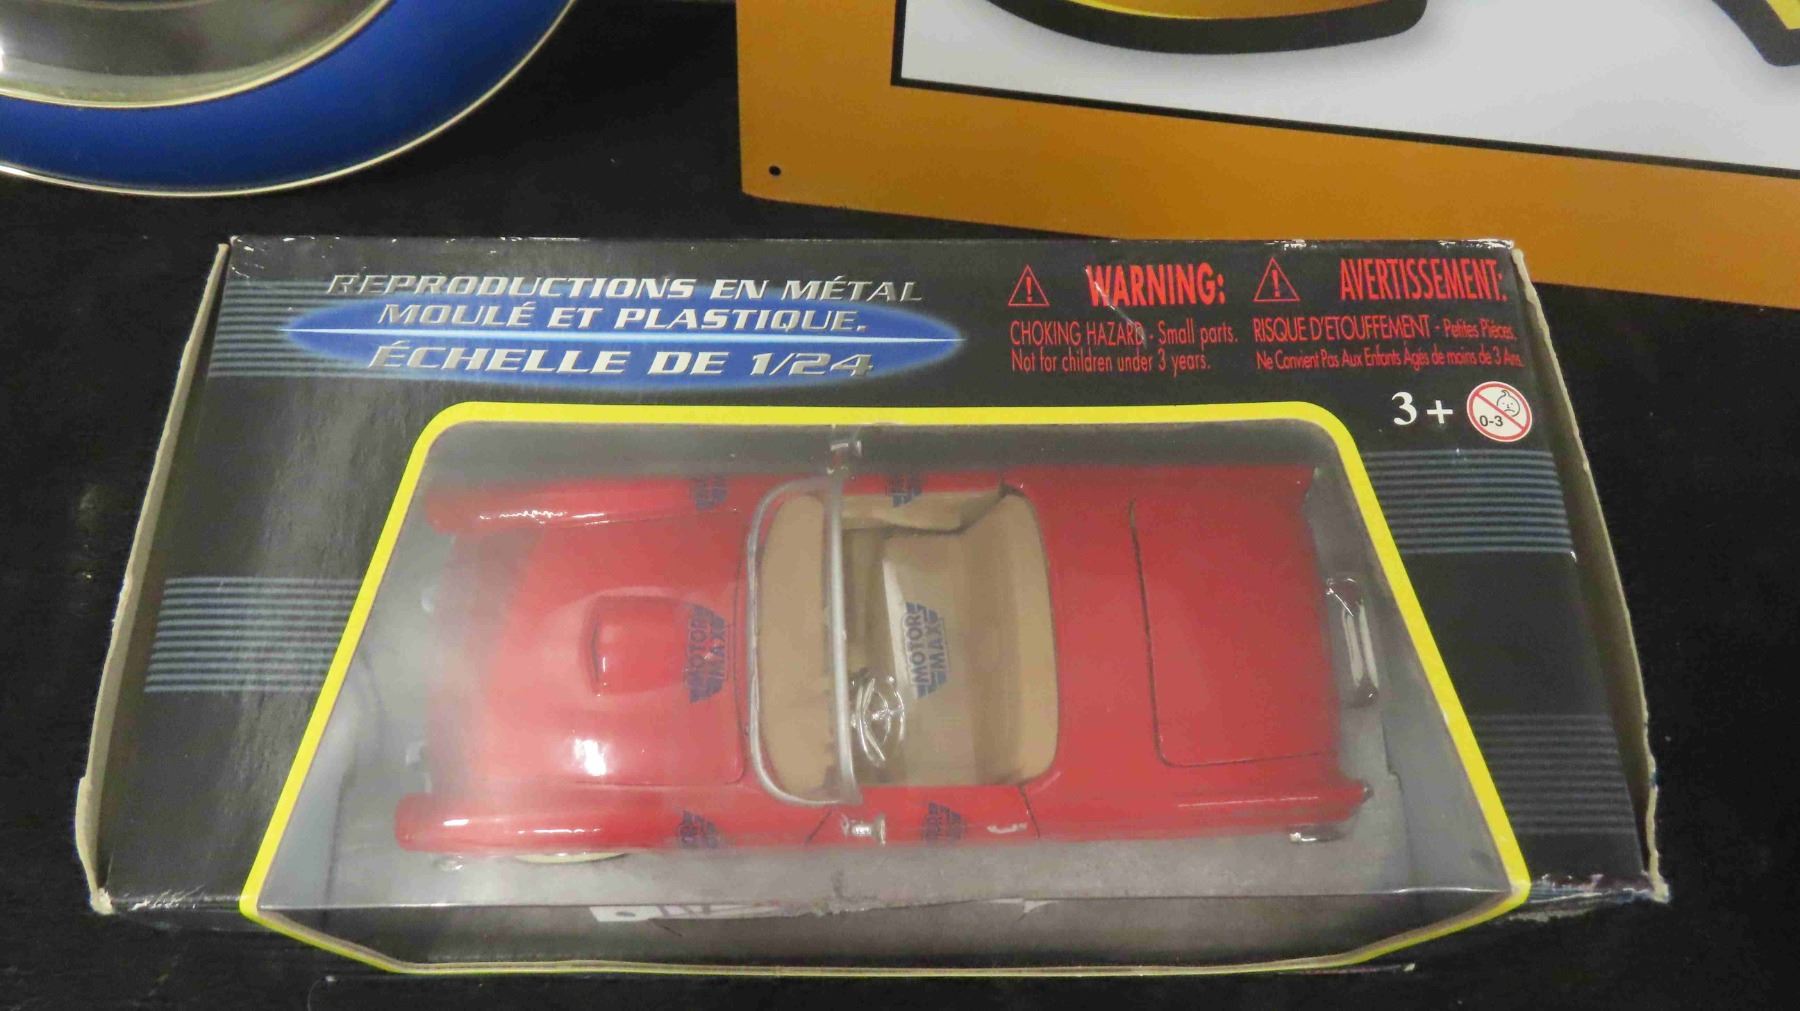 REPRODUCTIONS EN MÉTAL
MOULÉ ET PLASTIQUE.
ÉCHELLE DE 1/24
WARNING:
CHOKING HAZARD - Small parts.
Not for children under 3 years.
AVERTISSEMENT:
RISQUE D'ETOUFFEMENT - Petites Pièces.
Ne Convient Pas Aux Enfants Agés de moins de 3 Ans.
3+
0-3
MOTOR
MAX
MOTOR
MAX